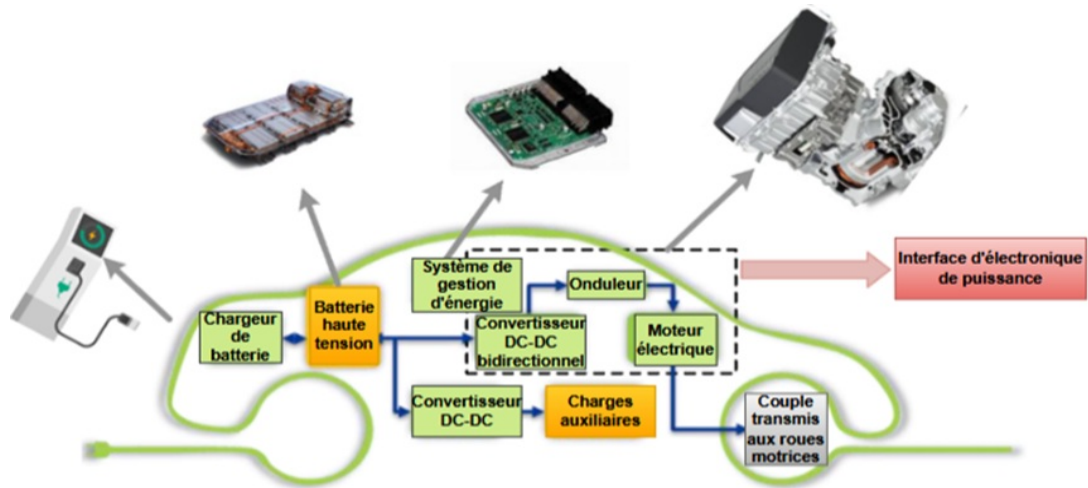 Interface d'électronique
de puissance
Système de
gestion
d'énergie
Onduleur
Batterie
haute
tension
Chargeur
de
batterie
Convertisseur
DC-DC
bidirectionnel
Moteur
électrique
Convertisseur
DC-DC
Charges
auxiliaires
Couple
transmis
aux roues
motrices